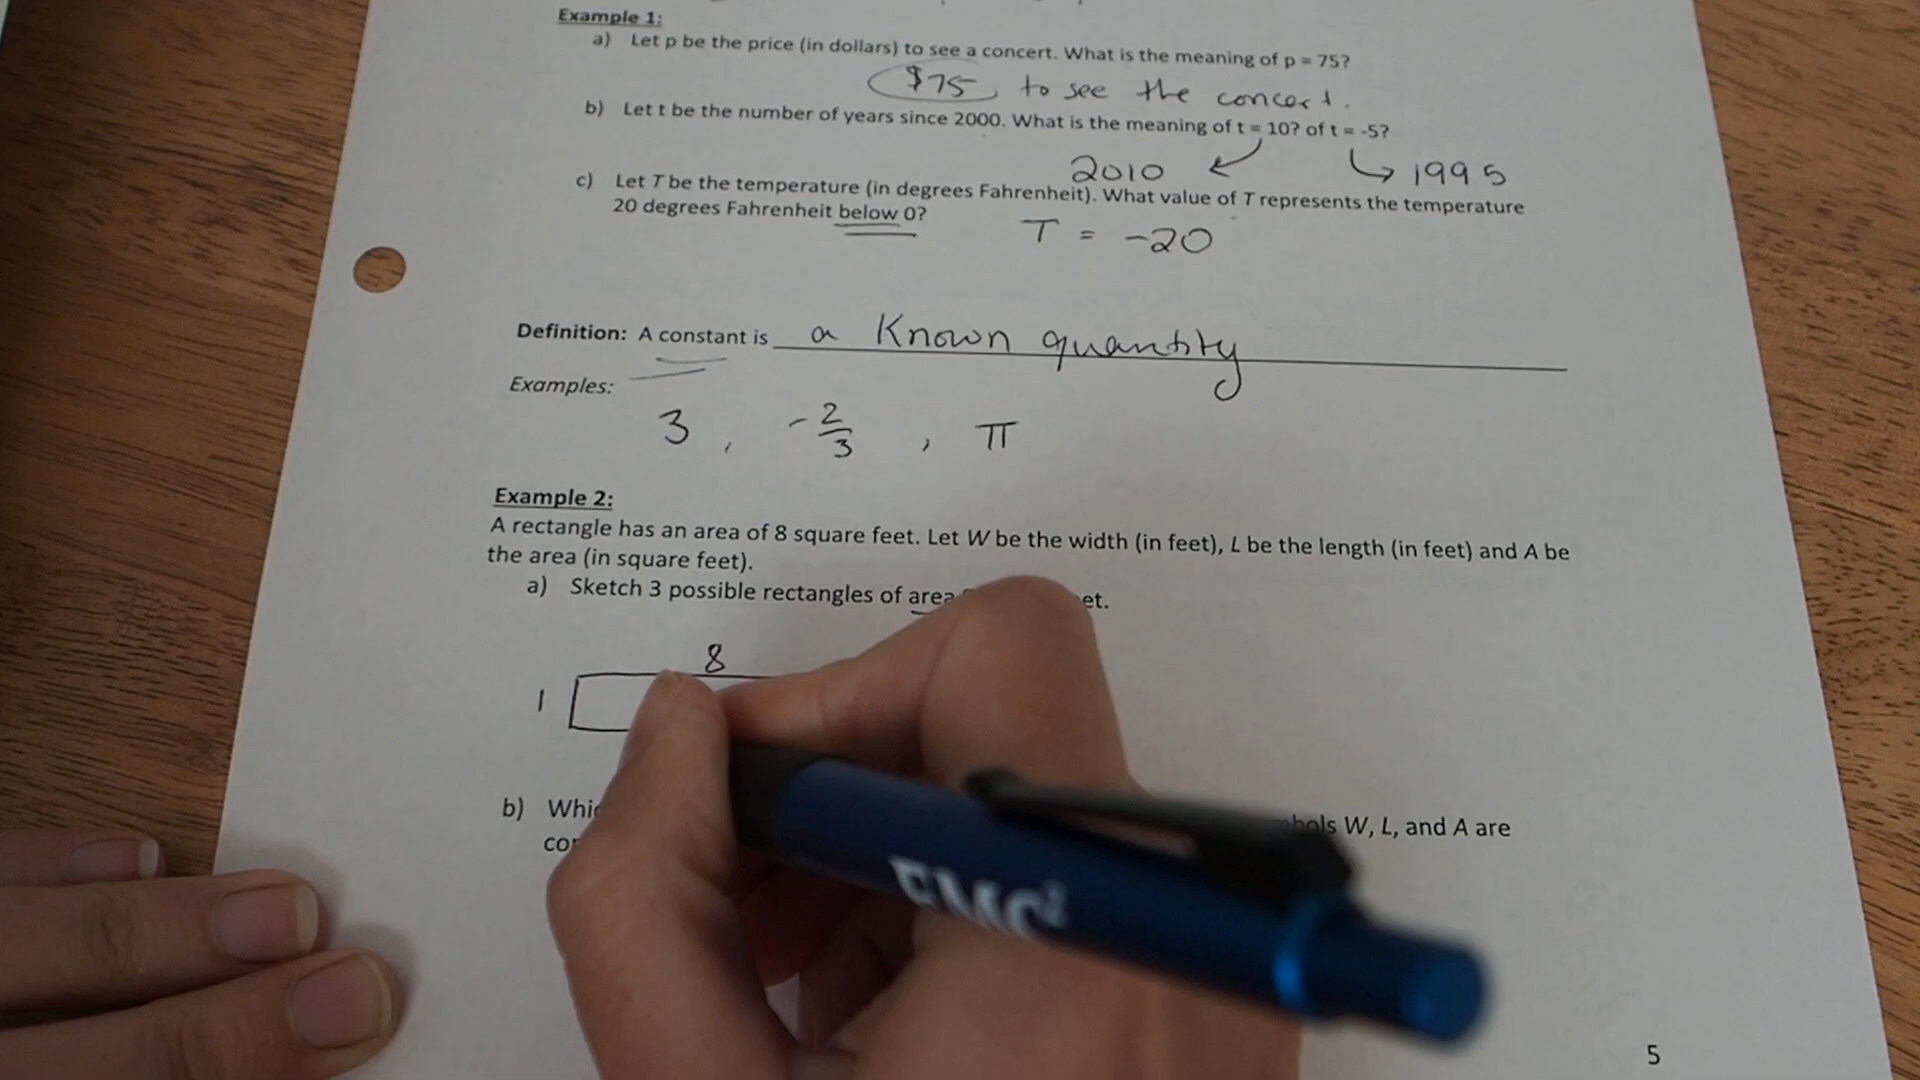 Example 1:
a) Let p be the price (in dollars) to see a concert. What is the meaning of p = 75?
$75, to see the concert.
b) Let t be the number of years since 2000. What is the meaning of t = 10? of t = -5?
2010 1995
c) Let T be the temperature (in degrees Fahrenheit). What value of T represents the temperature
20 degrees Fahrenheit below 0?
T = -20
Definition: A constant is a known quantity
Examples:
3, -2/3, π
Example 2:
A rectangle has an area of 8 square feet. Let W be the width (in feet), L be the length (in feet) and A be
the area (in square feet).
a) Sketch 3 possible rectangles of area
8
1
b)
W, L, and A are
EMC²
5